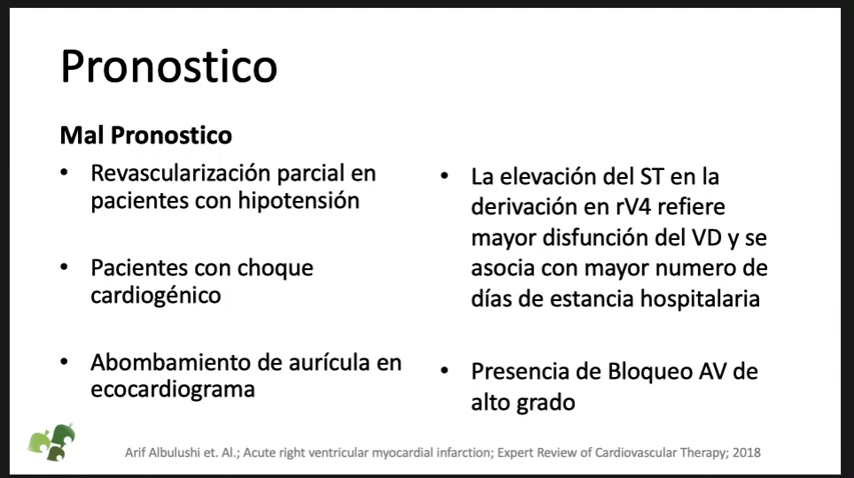 Pronostico
Mal Pronostico
• Revascularización parcial en
pacientes con hipotensión
• Pacientes con choque
cardiogénico
• Abombamiento de aurícula en
ecocardiograma
• La elevación del ST en la
derivación en rV4 refiere
mayor disfunción del VD y se
asocia con mayor numero de
días de estancia hospitalaria
• Presencia de Bloqueo AV de
alto grado
Arif Albulushi et. Al.; Acute right ventricular myocardial infarction; Expert Review of Cardiovascular Therapy; 2018